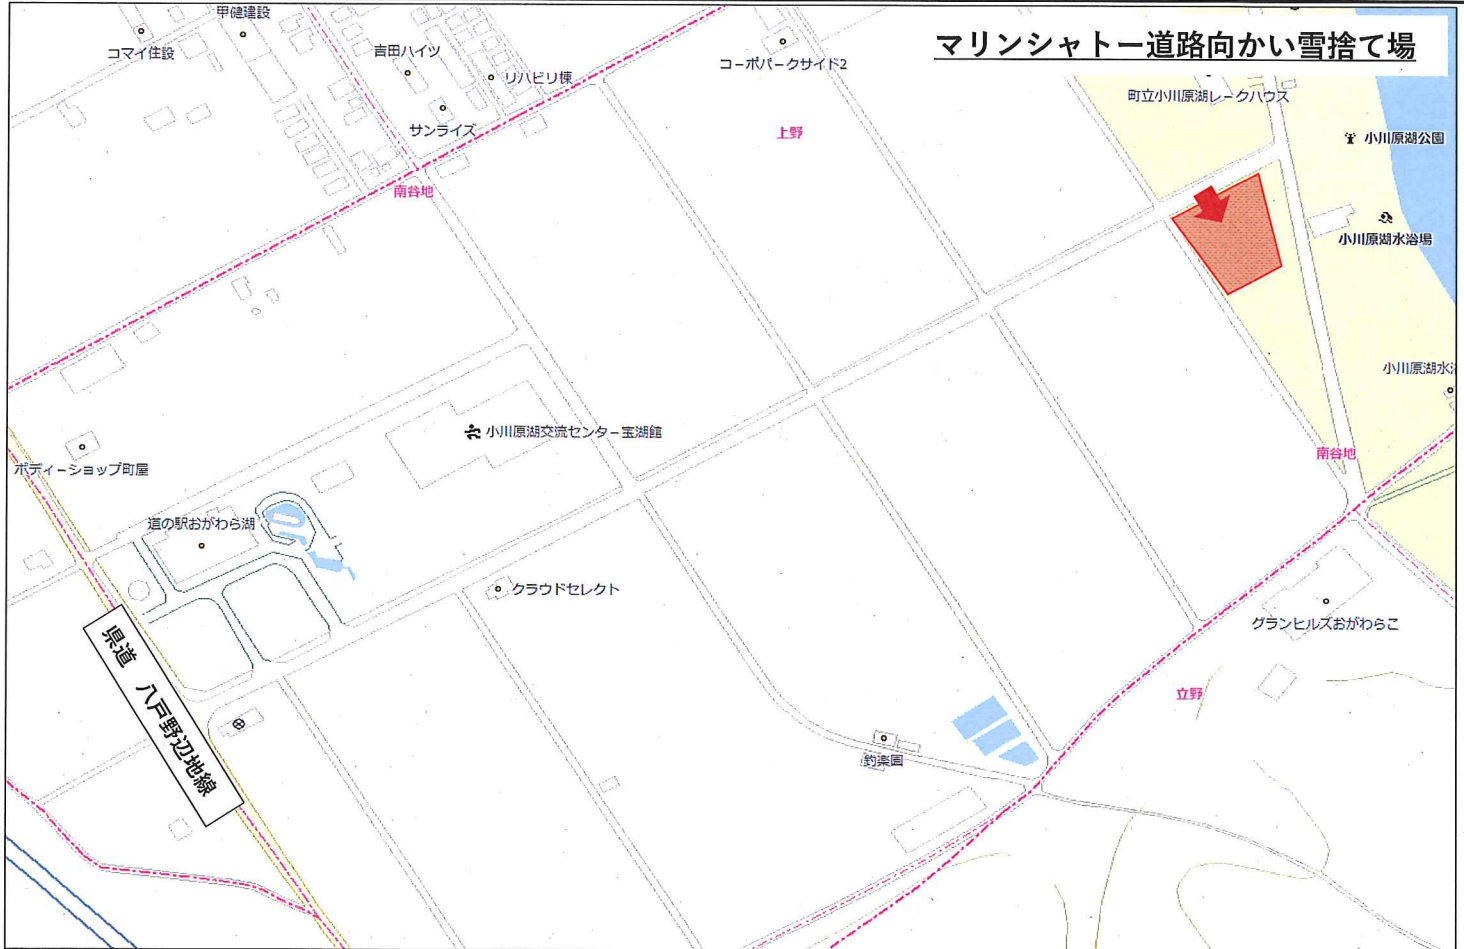 甲健建設
コマイ住設
吉田ハイツ
リハビリ棟
サンライズ
コーポパークサイド2
マリンシャトー道路向かい雪捨て場
町立小川原湖レークハウス
上野
小川原湖公園
南谷地
小川原湖水浴場
小川原湖水
小川原湖交流センター宝湖館
南谷地
ボディーショップ町屋
道の駅おがわら湖
クラウドセレクト
グランヒルズおがわらこ
県道 八戸野辺地線
立野
釣楽園